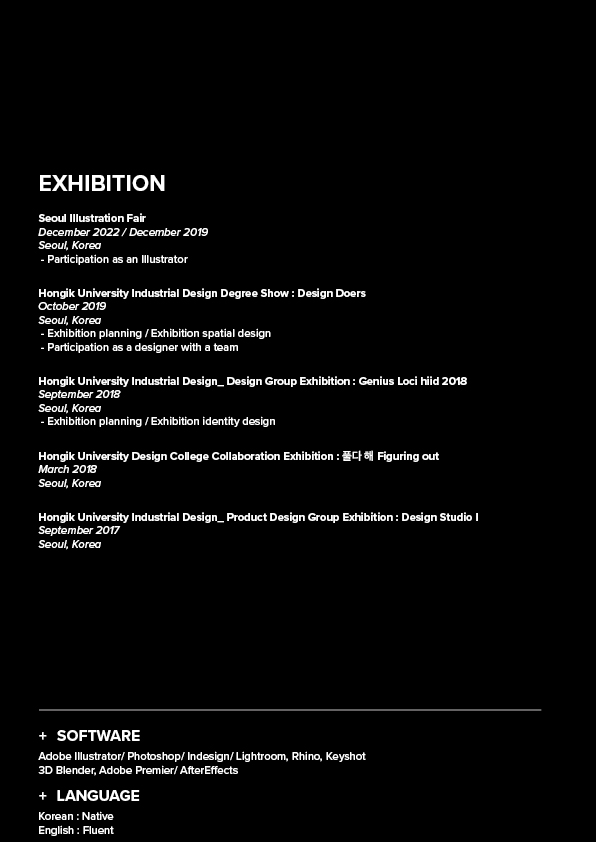 EXHIBITION
Seoul Illustration Fair
December 2022 / December 2019
Seoul, Korea
- Participation as an Illustrator
Hongik University Industrial Design Degree Show : Design Doers
October 2019
Seoul, Korea
- Exhibition planning / Exhibition spatial design
- Participation as a designer with a team
Hongik University Industrial Design_ Design Group Exhibition : Genius Loci hiid 2018
September 2018
Seoul, Korea
- Exhibition planning / Exhibition identity design
Hongik University Design College Collaboration Exhibition : 풀다 해 Figuring out
March 2018
Seoul, Korea
Hongik University Industrial Design_ Product Design Group Exhibition : Design Studio I
September 2017
Seoul, Korea
+ SOFTWARE
Adobe Illustrator/ Photoshop/ Indesign/ Lightroom, Rhino, Keyshot
3D Blender, Adobe Premier/ AfterEffects
+ LANGUAGE
Korean : Native
English : Fluent